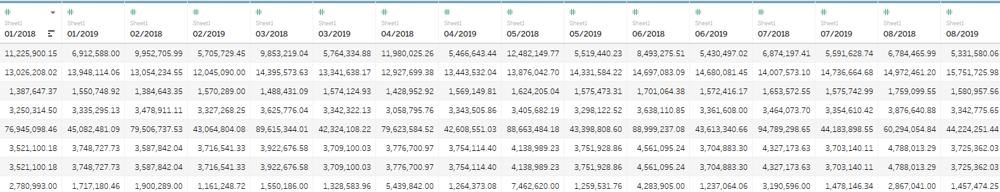 Sheet1 Sheet1 Sheet1 Sheet1 Sheet1 Sheet1 Sheet1 Sheet1 Sheet1 Sheet1 Sheet1 Sheet1 Sheet1 Sheet1 Sheet1 Sheet1
01/2018 01/2019 02/2018 02/2019 03/2018 03/2019 04/2018 04/2019 05/2018 05/2019 06/2018 06/2019 07/2018 07/2019 08/2018 08/2019
11,225,900.15 6,912,588.00 9,952,705.99 5,705,729.45 9,853,219.04 5,764,334.88 11,980,025.26 5,466,643.44 12,482,149.77 5,519,440.23 8,493,275.51 5,430,497.02 6,874,197.41 5,591,628.74 6,784,465.99 5,331,580.06
13,026,208.02 13,948,114.06 13,054,234.55 12,045,090.00 14,395,573.63 13,341,638.17 12,927,699.38 13,443,532.04 13,876,042.70 14,331,584.22 14,697,083.09 14,680,081.45 14,007,573.10 14,736,664.68 14,972,461.20 15,751,725.98
1,387,647.37 1,550,748.92 1,384,643.35 1,570,289.00 1,488,431.09 1,574,124.93 1,428,952.92 1,569,149.81 1,624,205.04 1,575,473.31 1,701,064.38 1,572,416.17 1,653,572.55 1,575,742.99 1,759,099.55 1,580,957.56
3,250,314.50 3,335,295.13 3,478,911.11 3,327,268.25 3,625,776.04 3,342,322.13 3,058,795.76 3,343,505.86 3,405,682.19 3,298,122.52 3,638,110.85 3,361,608.00 3,464,073.70 3,354,610.42 3,876,640.88 3,342,775.65
76,945,098.46 45,082,481.09 79,506,737.53 43,064,804.08 89,615,344.01 42,324,108.22 79,623,584.52 42,608,551.03 88,663,484.18 43,398,808.60 88,999,237.08 43,613,340.66 94,789,298.65 44,183,898.55 60,294,054.84 44,224,251.44
3,521,100.18 3,748,727.73 3,587,842.04 3,716,541.33 3,922,676.58 3,709,100.03 3,776,700.97 3,754,114.40 4,138,989.23 3,751,928.86 4,561,095.24 3,704,883.30 4,327,173.63 3,703,140.11 4,788,013.29 3,725,362.03
3,521,100.18 3,748,727.73 3,587,842.04 3,716,541.33 3,922,676.58 3,709,100.03 3,776,700.97 3,754,114.40 4,138,989.23 3,751,928.86 4,561,095.24 3,704,883.30 4,327,173.63 3,703,140.11 4,788,013.29 3,725,362.03
2,780,993.00 1,717,180.46 1,900,289.00 1,161,248.72 1,550,186.00 1,328,583.96 5,439,842.00 1,264,373.08 7,462,620.00 1,259,531.76 4,283,905.00 1,237,064.06 3,190,596.00 1,478,146.34 2,867,041.00 1,457,474.25